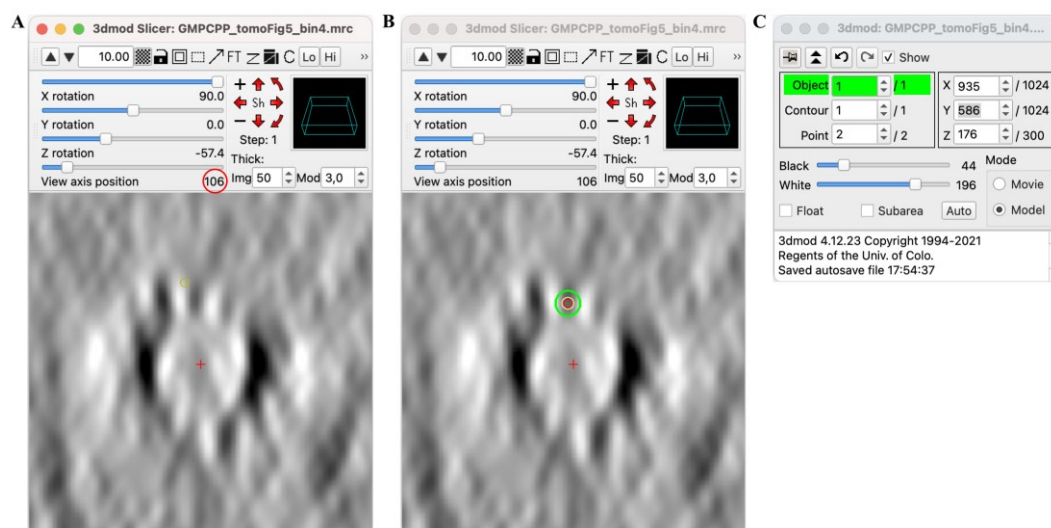 A
3dmod Slicer: GMPCPP_tomoFig5_bin4.mrc
10.00 FT Z C Lo Hi »
X rotation 90.0
Y rotation 0.0
Z rotation -57.4
View axis position 106
Sh
Step: 1
Thick:
Img 50 Mod 3,0
B
3dmod Slicer: GMPCPP_tomoFig5_bin4.mrc
10.00 FT Z C Lo Hi »
X rotation 90.0
Y rotation 0.0
Z rotation -57.4
View axis position 106
Sh
Step: 1
Thick:
Img 50 Mod 3,0
C
3dmod: GMPCPP_tomoFig5_bin4....
Show
Object 1 / 1 X 935 / 1024
Contour 1 / 1 Y 586 / 1024
Point 2 / 2 Z 176 / 300
Black 44 Mode
White 196 Movie
Float Subarea Auto Model
3dmod 4.12.23 Copyright 1994-2021
Regents of the Univ. of Colo.
Saved autosave file 17:54:37